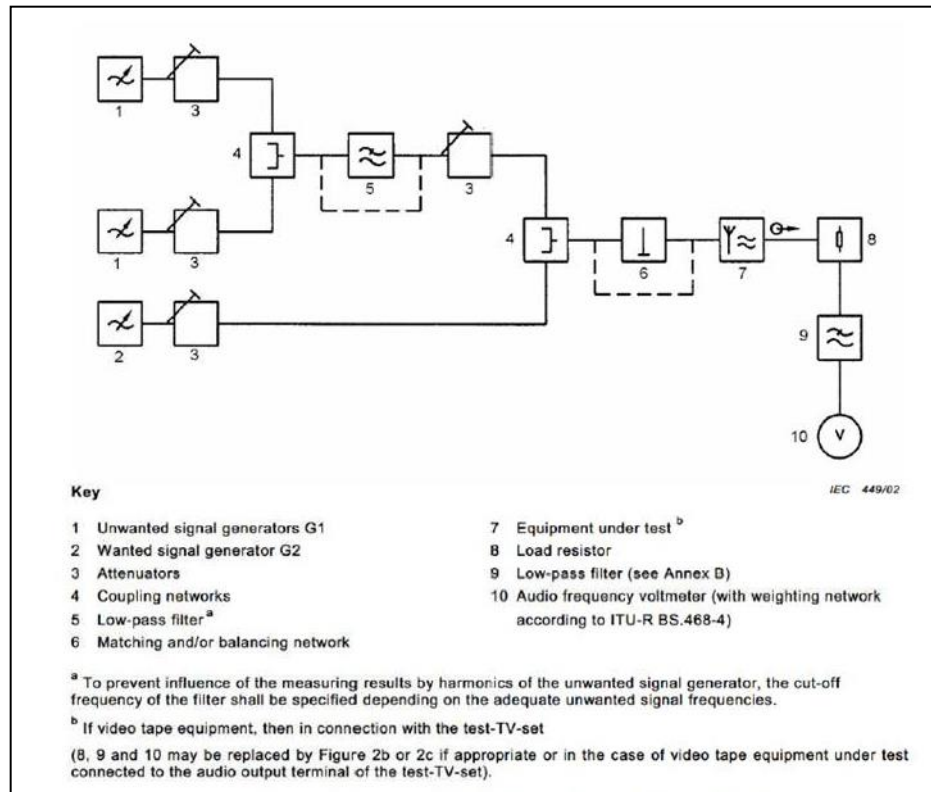 1
3
4
5
3
1
3
4
6
7
8
2
3
9
10
V
Key
IEC 449/02
1 Unwanted signal generators G1
2 Wanted signal generator G2
3 Attenuators
4 Coupling networks
5 Low-pass filter a
6 Matching and/or balancing network
7 Equipment under test b
8 Load resistor
9 Low-pass filter (see Annex B)
10 Audio frequency voltmeter (with weighting network
according to ITU-R BS.468-4)
a To prevent influence of the measuring results by harmonics of the unwanted signal generator, the cut-off
frequency of the filter shall be specified depending on the adequate unwanted signal frequencies.
b If video tape equipment, then in connection with the test-TV-set
(8, 9 and 10 may be replaced by Figure 2b or 2c if appropriate or in the case of video tape equipment under test
connected to the audio output terminal of the test-TV-set).